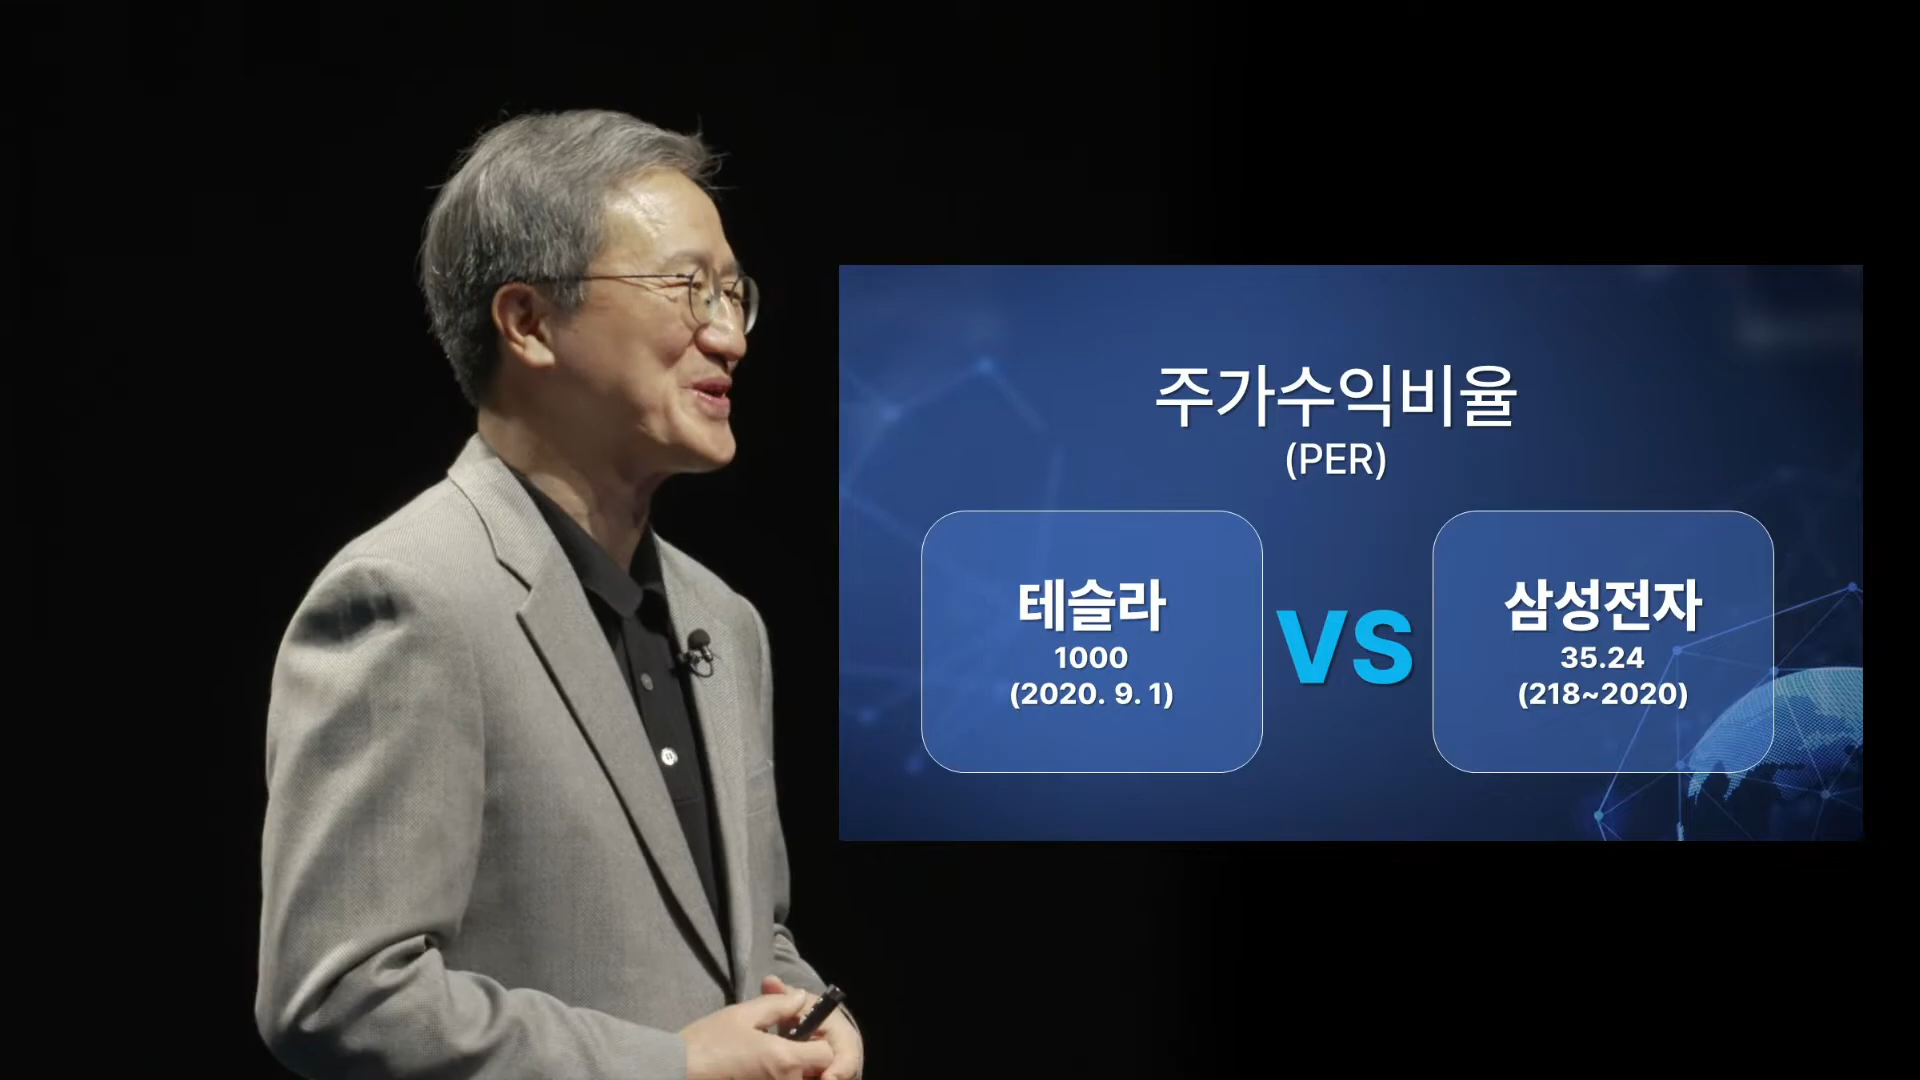 주가수익비율
(PER)
테슬라
1000
(2020. 9. 1)
VS
삼성전자
35.24
(218~2020)